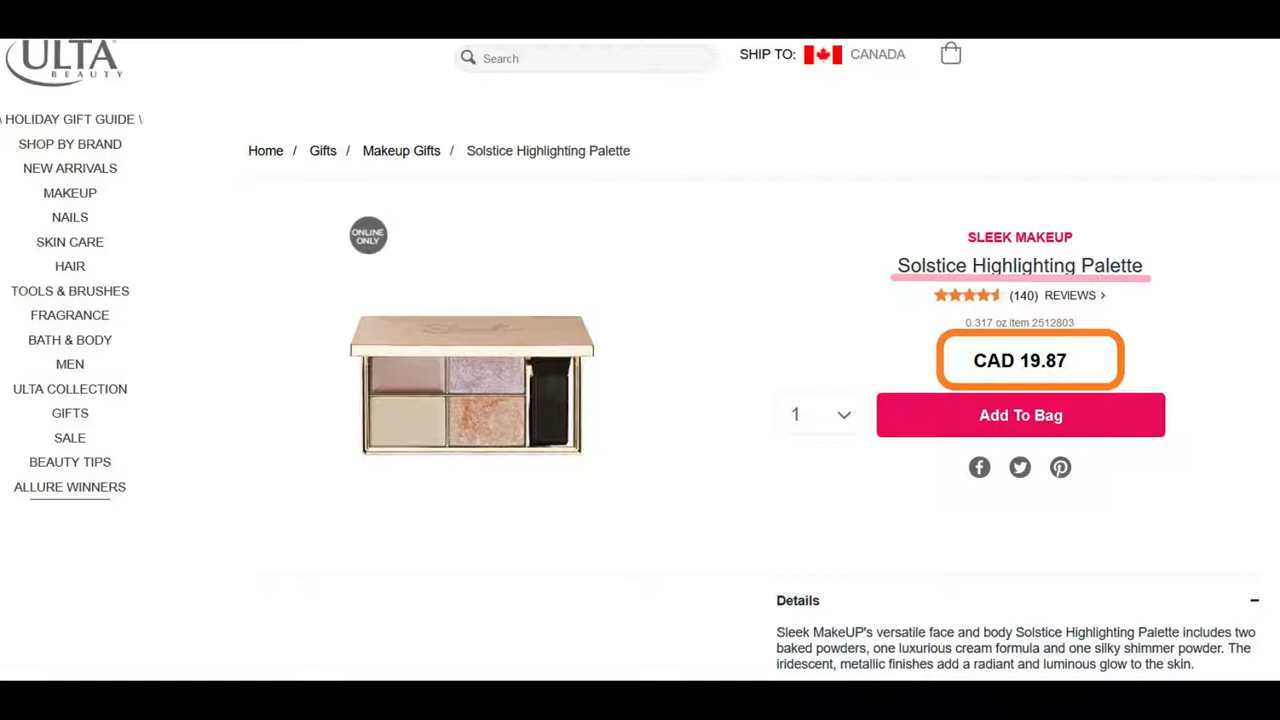 ULTA
BEAUTY
Search
SHIP TO: CANADA
\ HOLIDAY GIFT GUIDE \
SHOP BY BRAND
NEW ARRIVALS
MAKEUP
NAILS
SKIN CARE
HAIR
TOOLS & BRUSHES
FRAGRANCE
BATH & BODY
MEN
ULTA COLLECTION
GIFTS
SALE
BEAUTY TIPS
ALLURE WINNERS
Home / Gifts / Makeup Gifts / Solstice Highlighting Palette
ONLINE
ONLY
SLEEK MAKEUP
Solstice Highlighting Palette
(140) REVIEWS >
0.317 oz Item 2512803
CAD 19.87
1
Add To Bag
Details
Sleek MakeUP's versatile face and body Solstice Highlighting Palette includes two
baked powders, one luxurious cream formula and one silky shimmer powder. The
iridescent, metallic finishes add a radiant and luminous glow to the skin.